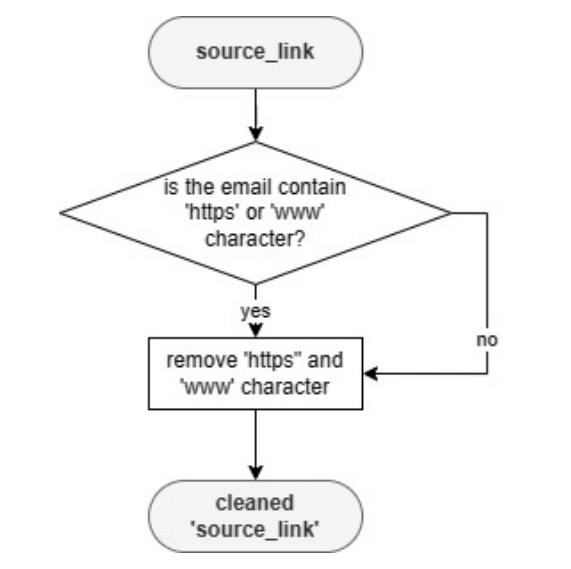 source_link
is the email contain
'https' or 'www'
character?
yes
no
remove 'https" and
'www' character
cleaned
'source_link'